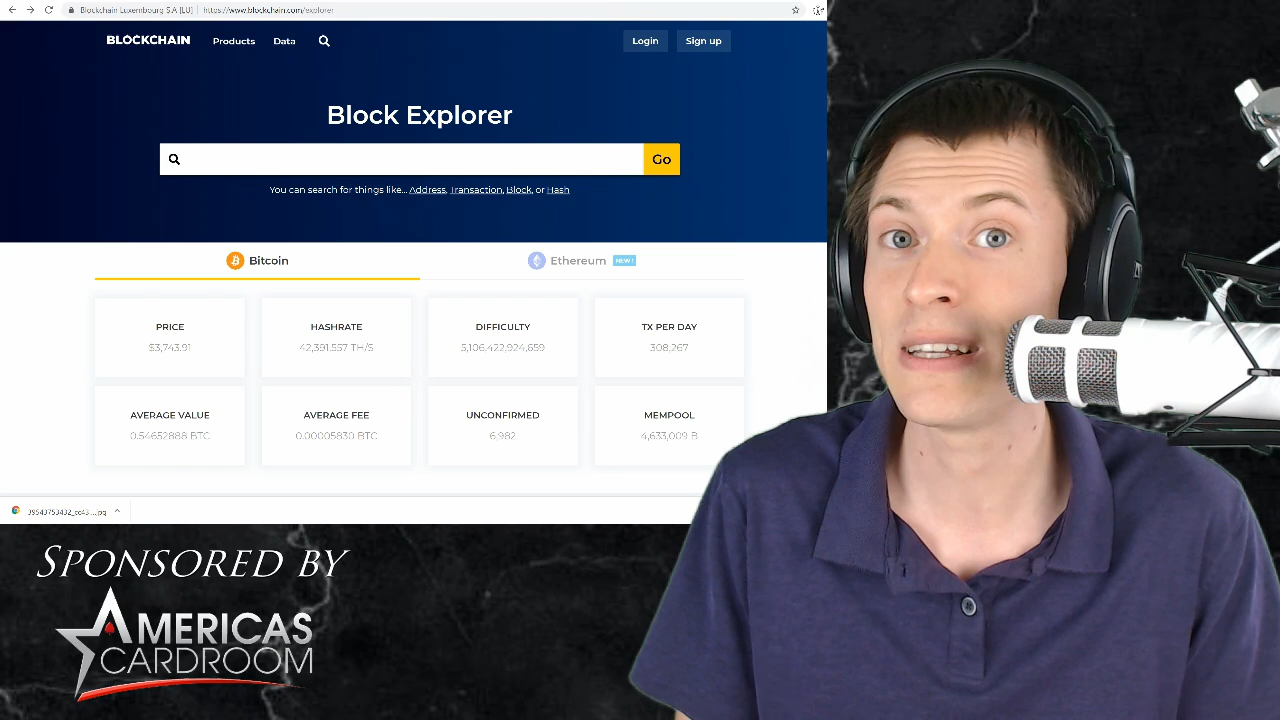 Blockchain Luxembourg S.A [LU] | https://www.blockchain.com/explorer
BLOCKCHAIN Products Data Login Sign up
Block Explorer
Go
You can search for things like... Address, Transaction, Block, or Hash
Bitcoin Ethereum NEW!
PRICE HASHRATE DIFFICULTY TX PER DAY
$3,743.91 42,391,557 TH/S 5,106,422,924,659 308,267
AVERAGE VALUE AVERAGE FEE UNCONFIRMED MEMPOOL
0.54652888 BTC 0.00005830 BTC 6,982 4,633,009 B
39543753432_cc43....jpg
SPONSORED BY
AMERICAS
CARDROOM